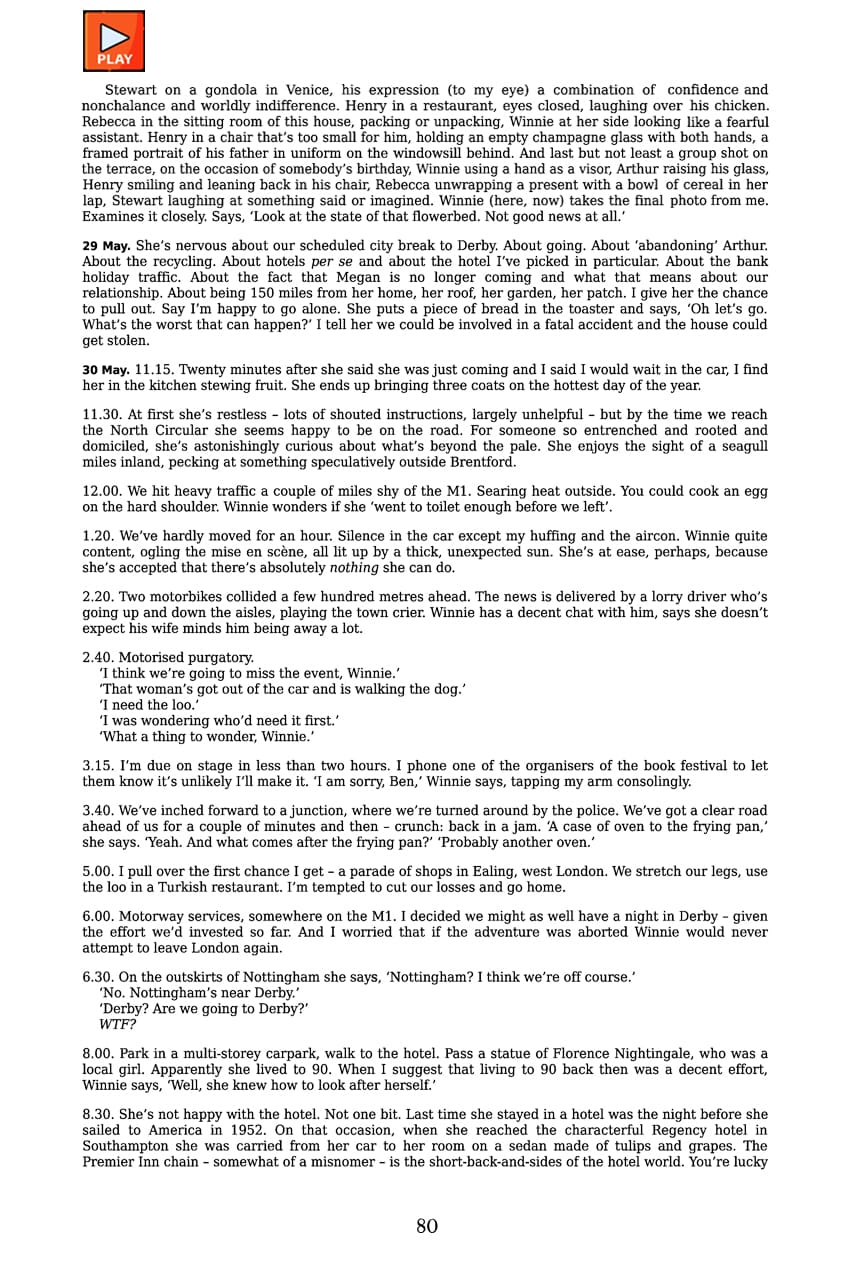 PLAY
Stewart on a gondola in Venice, his expression (to my eye) a combination of confidence and
nonchalance and worldly indifference. Henry in a restaurant, eyes closed, laughing over his chicken.
Rebecca in the sitting room of this house, packing or unpacking, Winnie at her side looking like a fearful
assistant. Henry in a chair that’s too small for him, holding an empty champagne glass with both hands, a
framed portrait of his father in uniform on the windowsill behind. And last but not least a group shot on
the terrace, on the occasion of somebody’s birthday, Winnie using a hand as a visor, Arthur raising his glass,
Henry smiling and leaning back in his chair, Rebecca unwrapping a present with a bowl of cereal in her
lap, Stewart laughing at something said or imagined. Winnie (here, now) takes the final photo from me.
Examines it closely. Says, ‘Look at the state of that flowerbed. Not good news at all.’
29 May. She’s nervous about our scheduled city break to Derby. About going. About ‘abandoning’ Arthur.
About the recycling. About hotels per se and about the hotel I’ve picked in particular. About the bank
holiday traffic. About the fact that Megan is no longer coming and what that means about our
relationship. About being 150 miles from her home, her roof, her garden, her patch. I give her the chance
to pull out. Say I’m happy to go alone. She puts a piece of bread in the toaster and says, ‘Oh let’s go.
What’s the worst that can happen?’ I tell her we could be involved in a fatal accident and the house could
get stolen.
30 May. 11.15. Twenty minutes after she said she was just coming and I said I would wait in the car, I find
her in the kitchen stewing fruit. She ends up bringing three coats on the hottest day of the year.
11.30. At first she’s restless – lots of shouted instructions, largely unhelpful – but by the time we reach
the North Circular she seems happy to be on the road. For someone so entrenched and rooted and
domiciled, she’s astonishingly curious about what’s beyond the pale. She enjoys the sight of a seagull
miles inland, pecking at something speculatively outside Brentford.
12.00. We hit heavy traffic a couple of miles shy of the M1. Searing heat outside. You could cook an egg
on the hard shoulder. Winnie wonders if she ‘went to toilet enough before we left’.
1.20. We’ve hardly moved for an hour. Silence in the car except my huffing and the aircon. Winnie quite
content, ogling the mise en scène, all lit up by a thick, unexpected sun. She’s at ease, perhaps, because
she’s accepted that there’s absolutely nothing she can do.
2.20. Two motorbikes collided a few hundred metres ahead. The news is delivered by a lorry driver who’s
going up and down the aisles, playing the town crier. Winnie has a decent chat with him, says she doesn’t
expect his wife minds him being away a lot.
2.40. Motorised purgatory.
‘I think we’re going to miss the event, Winnie.’
‘That woman’s got out of the car and is walking the dog.’
‘I need the loo.’
‘I was wondering who’d need it first.’
‘What a thing to wonder, Winnie.’
3.15. I’m due on stage in less than two hours. I phone one of the organisers of the book festival to let
them know it’s unlikely I’ll make it. ‘I am sorry, Ben,’ Winnie says, tapping my arm consolingly.
3.40. We’ve inched forward to a junction, where we’re turned around by the police. We’ve got a clear road
ahead of us for a couple of minutes and then – crunch: back in a jam. ‘A case of oven to the frying pan,’
she says. ‘Yeah. And what comes after the frying pan?’ ‘Probably another oven.’
5.00. I pull over the first chance I get – a parade of shops in Ealing, west London. We stretch our legs, use
the loo in a Turkish restaurant. I’m tempted to cut our losses and go home.
6.00. Motorway services, somewhere on the M1. I decided we might as well have a night in Derby – given
the effort we’d invested so far. And I worried that if the adventure was aborted Winnie would never
attempt to leave London again.
6.30. On the outskirts of Nottingham she says, ‘Nottingham? I think we’re off course.’
‘No. Nottingham’s near Derby.’
‘Derby? Are we going to Derby?’
WTF?
8.00. Park in a multi-storey carpark, walk to the hotel. Pass a statue of Florence Nightingale, who was a
local girl. Apparently she lived to 90. When I suggest that living to 90 back then was a decent effort,
Winnie says, ‘Well, she knew how to look after herself.’
8.30. She’s not happy with the hotel. Not one bit. Last time she stayed in a hotel was the night before she
sailed to America in 1952. On that occasion, when she reached the characterful Regency hotel in
Southampton she was carried from her car to her room on a sedan made of tulips and grapes. The
Premier Inn chain – somewhat of a misnomer – is the short-back-and-sides of the hotel world. You’re lucky
80